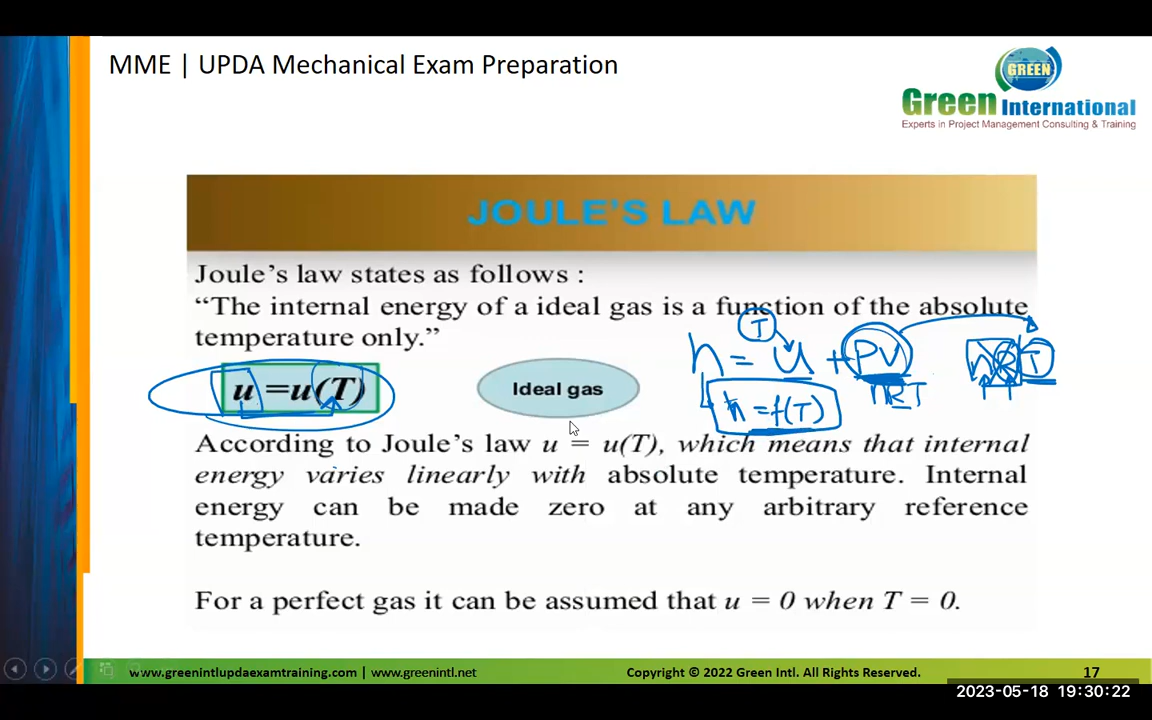 MME | UPDA Mechanical Exam Preparation
GREEN
Green International
Experts in Project Management Consulting & Training
JOULE'S LAW
Joule's law states as follows :
“The internal energy of a ideal gas is a function of the absolute
temperature only.”
T
h = u + PV
T
u =u(T)
Ideal gas
h = f(T)
According to Joule's law u = u(T), which means that internal
energy varies linearly with absolute temperature. Internal
energy can be made zero at any arbitrary reference
temperature.
For a perfect gas it can be assumed that u = 0 when T = 0.
www.greenintlupdaexamtraining.com | www.greenintl.net
Copyright © 2022 Green Intl. All Rights Reserved.
17
2023-05-18 19:30:22